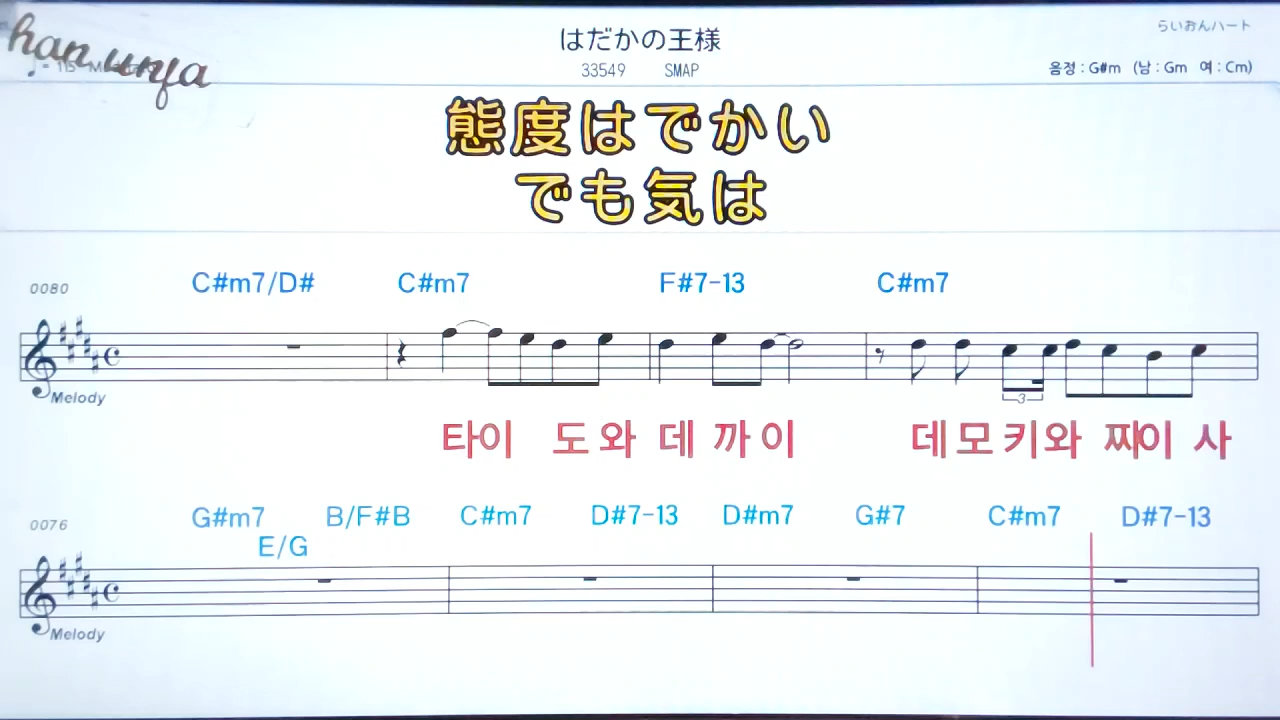 han unya
らいおんハート
はだかの王様
33549 SMAP
음정 : G#m (남 : Gm 여 : Cm)
態度はでかい
でも気は
0080 C#m7/D# C#m7 F#7-13 C#m7
3
Melody
타이 도 와 데 까 이 데 모 키 와 찌이 사
0076 G#m7 B/F#B C#m7 D#7-13 D#m7 G#7 C#m7 D#7-13
E/G
Melody